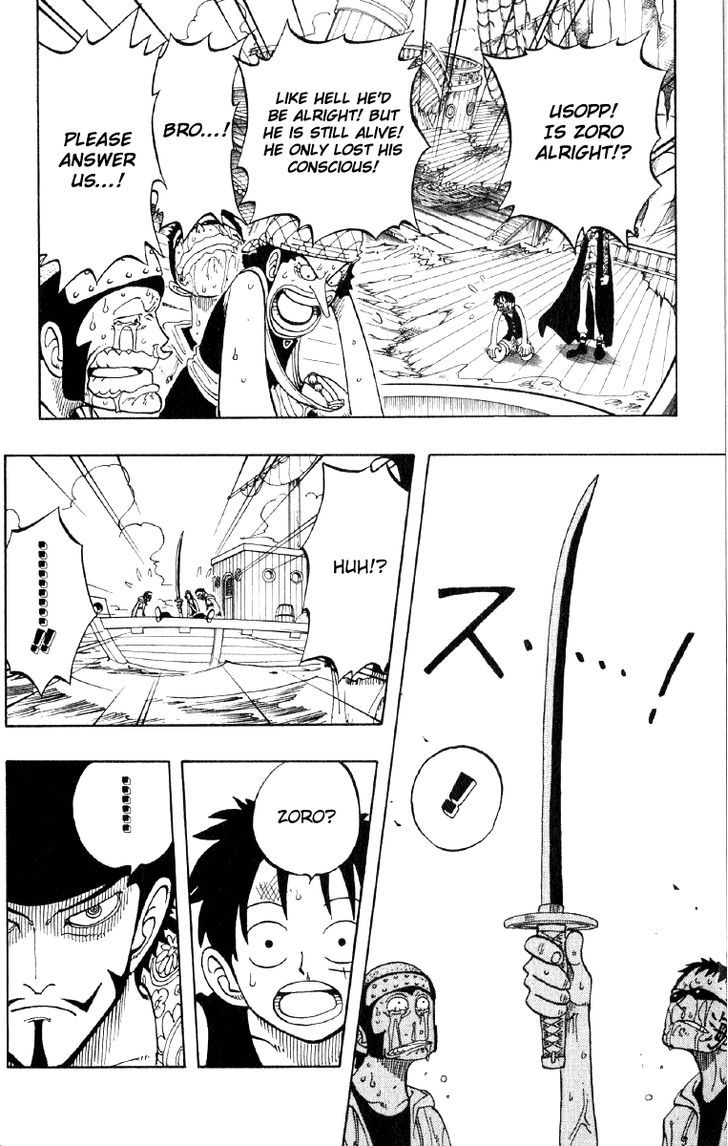 USOPP!
IS ZORO
ALRIGHT!?
LIKE HELL HE'D
BE ALRIGHT! BUT
HE IS STILL ALIVE!
HE ONLY LOST HIS
CONSCIOUS!
BRO...!
PLEASE
ANSWER
US...!
ス...!
!
HUH!?
..........!!
ZORO?
......